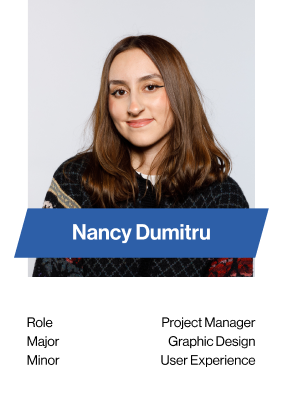 Nancy Dumitru
Role Project Manager
Major Graphic Design
Minor User Experience